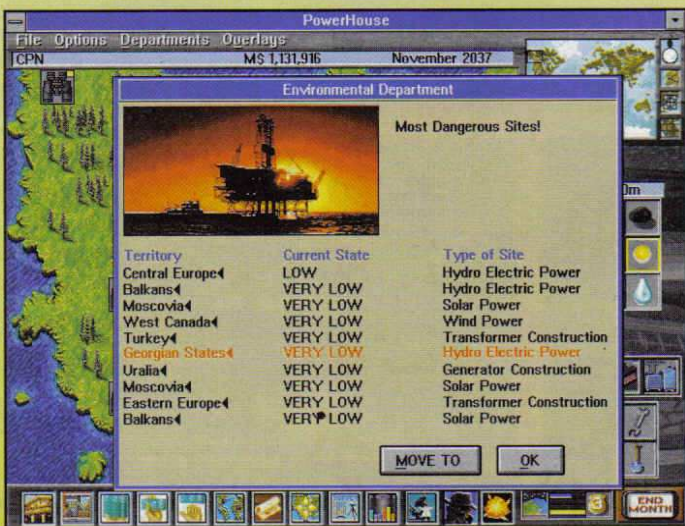 PowerHouse
File Options Departments Overlays
CPN M$ 1,131,916 November 2037
Environmental Department
Most Dangerous Sites!
Territory Current State Type of Site
Central Europe LOW Hydro Electric Power
Balkans VERY LOW Hydro Electric Power
Moscovia VERY LOW Solar Power
West Canada VERY LOW Wind Power
Turkey VERY LOW Transformer Construction
Georgian States VERY LOW Hydro Electric Power
Uralia VERY LOW Generator Construction
Moscovia VERY LOW Solar Power
Eastern Europe VERY LOW Transformer Construction
Balkans VERY LOW Solar Power
MOVE TO OK
END
MONTH